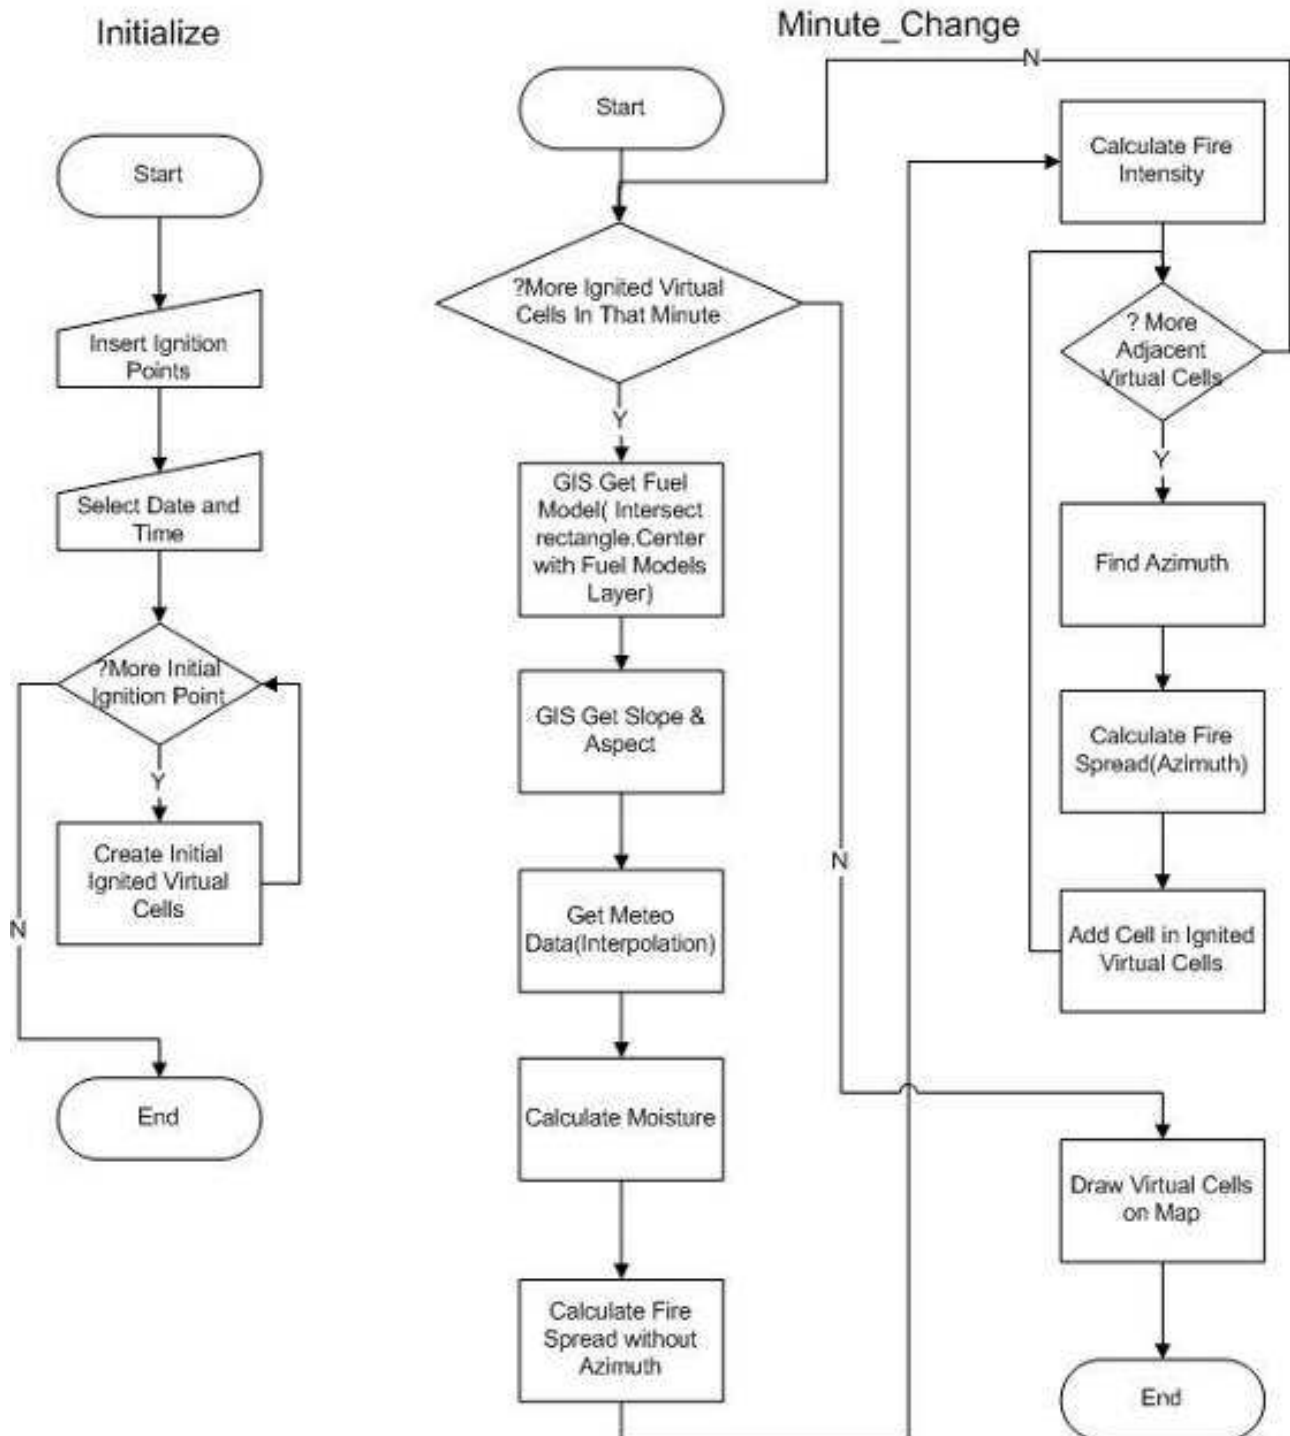 Initialize
Start
Insert Ignition
Points
Select Date and
Time
?More Initial
Ignition Point
Y
Create Initial
Ignited Virtual
Cells
N
End
Minute_Change
Start
?More Ignited Virtual
Cells In That Minute
Y
GIS Get Fuel
Model( Intersect
rectangle.Center
with Fuel Models
Layer)
GIS Get Slope &
Aspect
Get Meteo
Data(Interpolation)
Calculate Moisture
Calculate Fire
Spread without
Azimuth
N
N
Calculate Fire
Intensity
? More
Adjacent
Virtual Cells
Y
Find Azimuth
Calculate Fire
Spread(Azimuth)
Add Cell in Ignited
Virtual Cells
Draw Virtual Cells
on Map
End